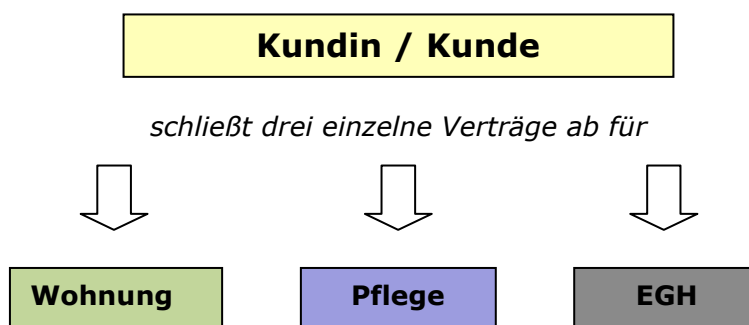 Kundin / Kunde
schließt drei einzelne Verträge ab für
Wohnung
Pflege
EGH